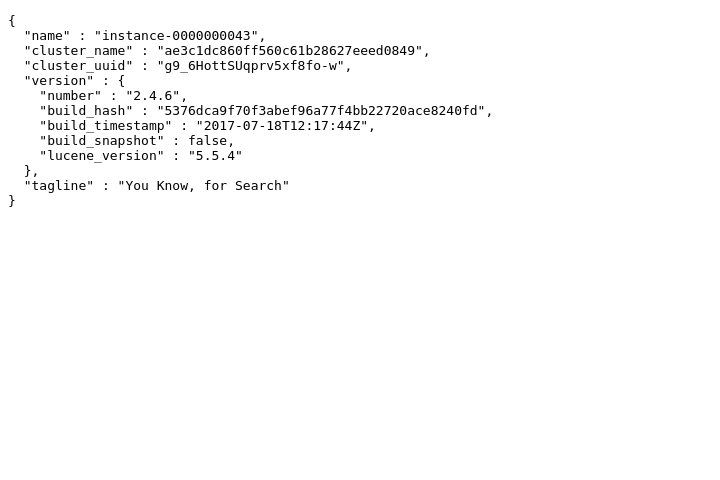 {
  "name" : "instance-0000000043",
  "cluster_name" : "ae3c1dc860ff560c61b28627eeed0849",
  "cluster_uuid" : "g9_6HottSUqprv5xf8fo-w",
  "version" : {
    "number" : "2.4.6",
    "build_hash" : "5376dca9f70f3abef96a77f4bb22720ace8240fd",
    "build_timestamp" : "2017-07-18T12:17:44Z",
    "build_snapshot" : false,
    "lucene_version" : "5.5.4"
  },
  "tagline" : "You Know, for Search"
}